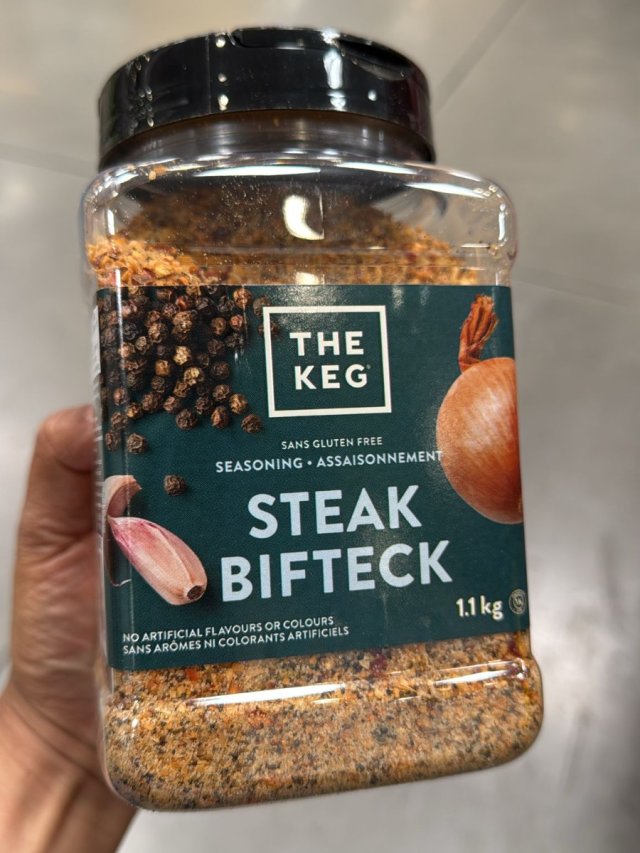 THE
KEG
SANS GLUTEN FREE
SEASONING • ASSAISONNEMENT
STEAK
BIFTECK
1.1 kg
NO ARTIFICIAL FLAVOURS OR COLOURS
SANS ARÔMES NI COLORANTS ARTIFICIELS